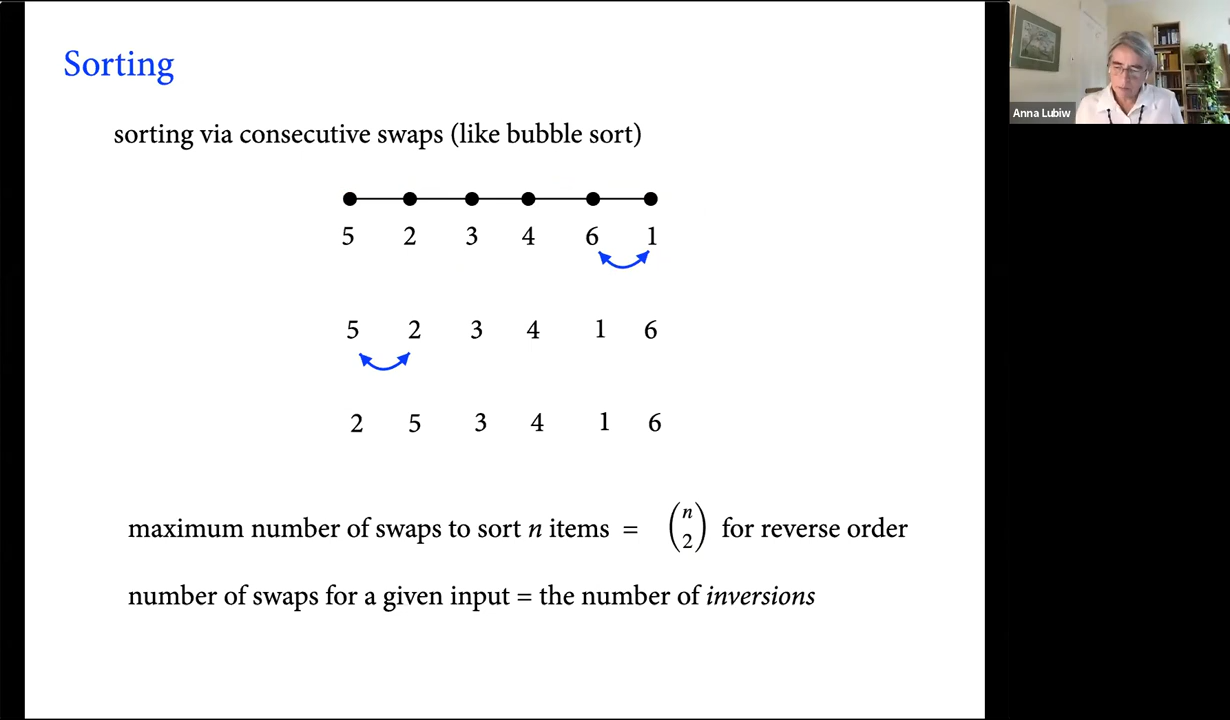 Sorting
sorting via consecutive swaps (like bubble sort)
5 2 3 4 6 1
5 2 3 4 1 6
2 5 3 4 1 6
maximum number of swaps to sort n items = (n 2) for reverse order
number of swaps for a given input = the number of inversions
Anna Lubiw